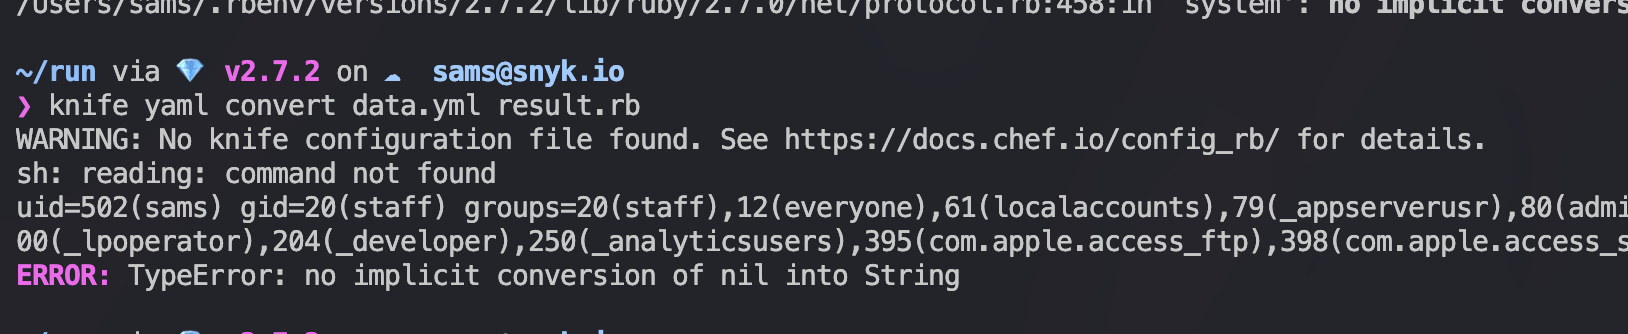 /Users/sams/.rbenv/versions/2.7.2/lib/ruby/2.7.0/net/protocol.rb:458:in `system': no implicit convers
~/run via 💎 v2.7.2 on ☁ sams@snyk.io
❯ knife yaml convert data.yml result.rb
WARNING: No knife configuration file found. See https://docs.chef.io/config_rb/ for details.
sh: reading: command not found
uid=502(sams) gid=20(staff) groups=20(staff),12(everyone),61(localaccounts),79(_appserverusr),80(admi
00(_lpoperator),204(_developer),250(_analyticsusers),395(com.apple.access_ftp),398(com.apple.access_s
ERROR: TypeError: no implicit conversion of nil into String